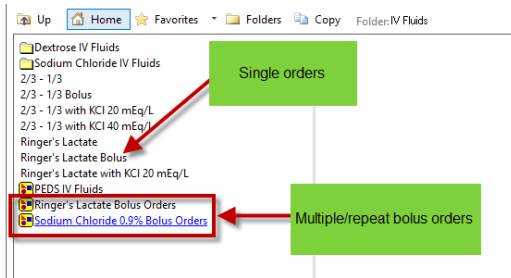 Up Home Favorites Folders Copy Folder: IV Fluids
Dextrose IV Fluids
Sodium Chloride IV Fluids
2/3 - 1/3
2/3 - 1/3 Bolus
2/3 - 1/3 with KCl 20 mEq/L
2/3 - 1/3 with KCl 40 mEq/L
Ringer's Lactate
Ringer's Lactate Bolus
Ringer's Lactate with KCl 20 mEq/L
PEDS IV Fluids
Ringer's Lactate Bolus Orders
Sodium Chloride 0.9% Bolus Orders
Single orders
Multiple/repeat bolus orders